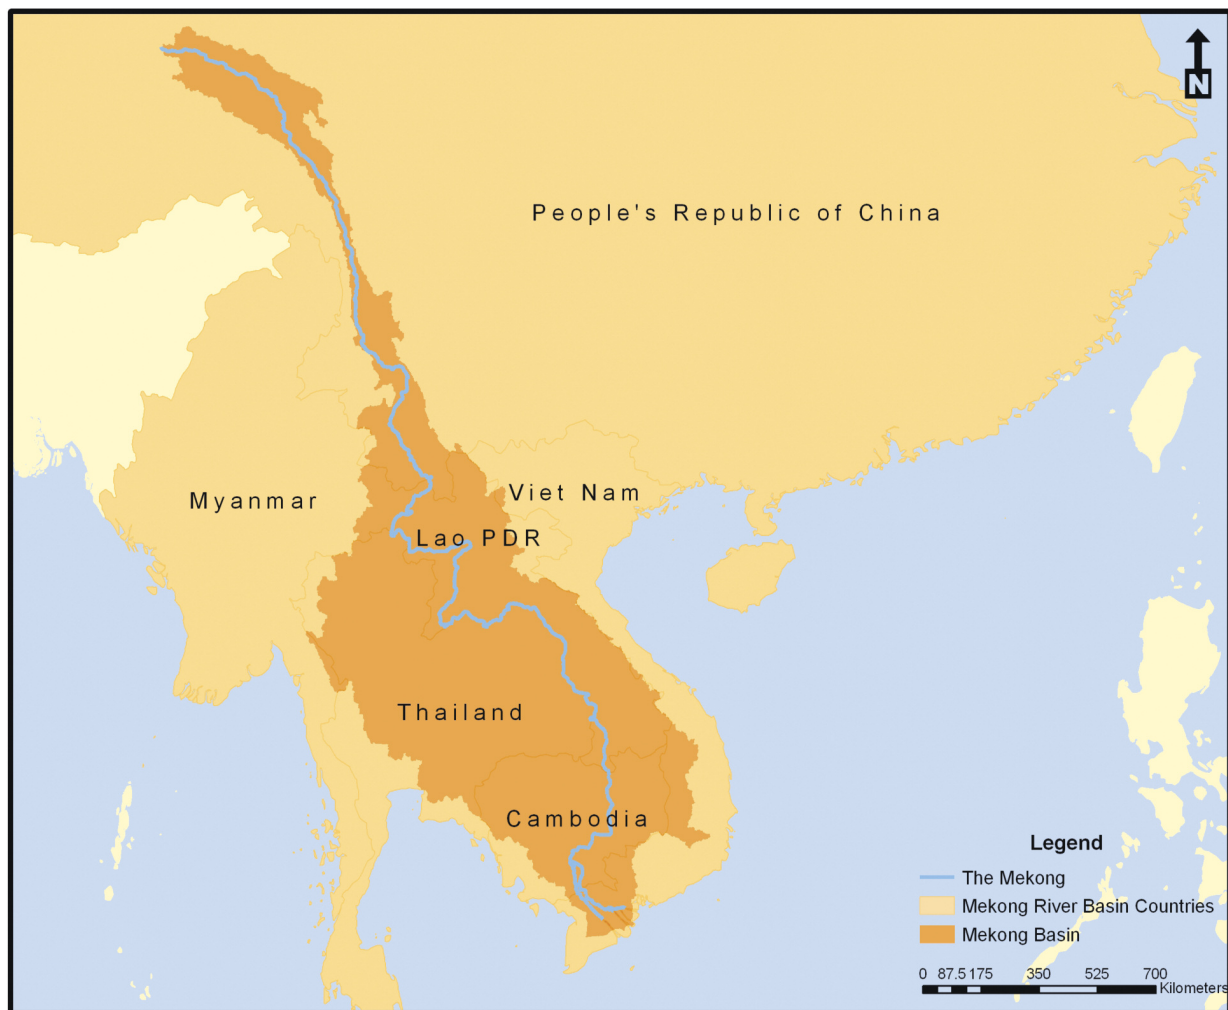 N
People's Republic of China
Myanmar
Viet Nam
Lao PDR
Thailand
Cambodia
Legend
The Mekong
Mekong River Basin Countries
Mekong Basin
0 87.5 175 350 525 700
Kilometers